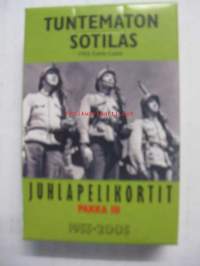 TUNTEMATON
SOTILAS
JUHLAPELIKORTIT
PAKKA III
1955-2005